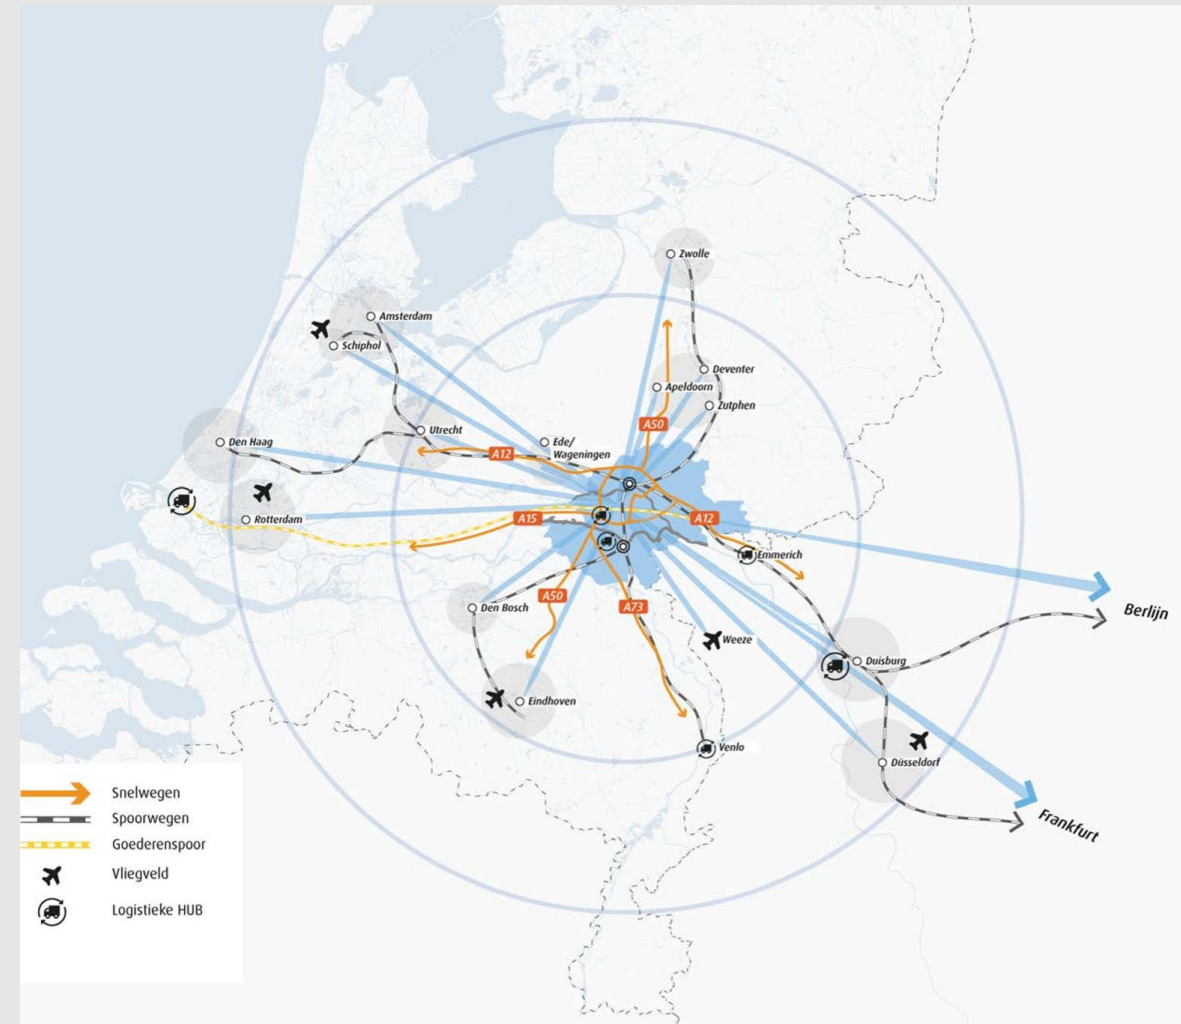 Zwolle
Amsterdam
Schiphol
Deventer
Apeldoorn
Zutphen
A50
Utrecht
Den Haag
Ede/
Wageningen
A12
Rotterdam
A15
A12
Emmerich
Berlijn
A50
A73
Den Bosch
Weeze
Duisburg
Eindhoven
Venlo
Düsseldorf
Frankfurt
Snelwegen
Spoorwegen
Goederenspoor
Vliegveld
Logistieke HUB